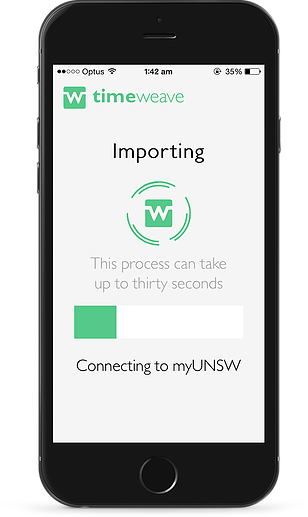 Optus 1:42 am 35%
W timeweave
Importing
W
This process can take
up to thirty seconds
Connecting to myUNSW